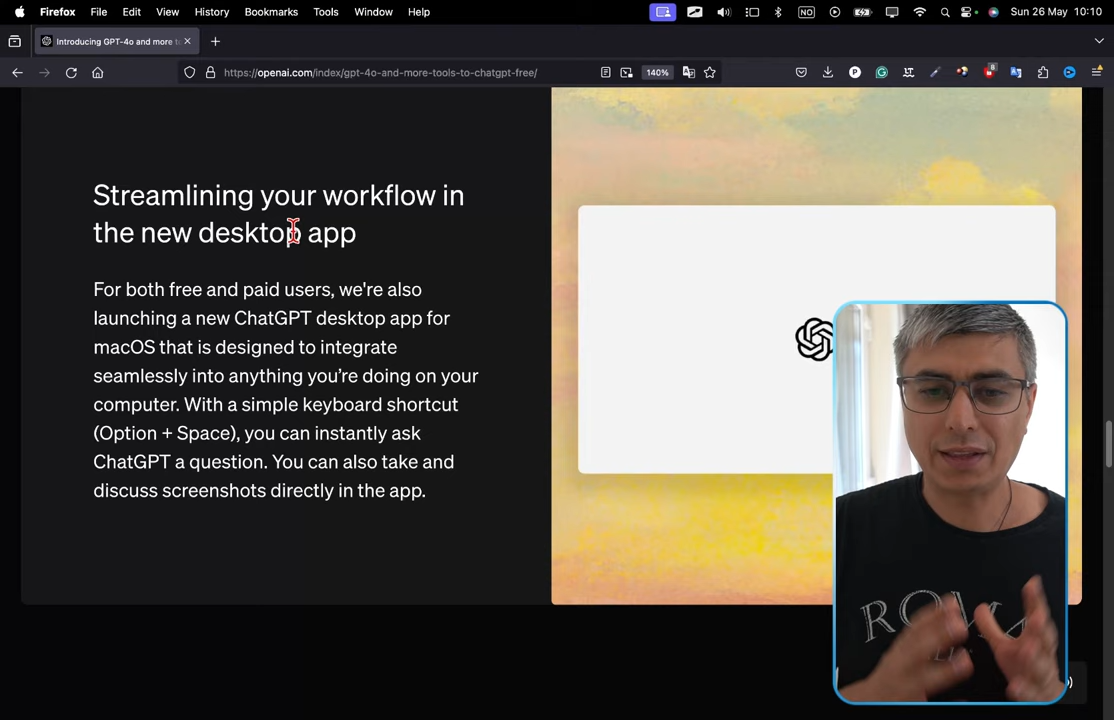 Firefox File Edit View History Bookmarks Tools Window Help NO Sun 26 May 10:10
Introducing GPT-4o and more to
https://openai.com/index/gpt-4o-and-more-tools-to-chatgpt-free/ 140%
8
Streamlining your workflow in
the new desktop app
For both free and paid users, we're also
launching a new ChatGPT desktop app for
macOS that is designed to integrate
seamlessly into anything you’re doing on your
computer. With a simple keyboard shortcut
(Option + Space), you can instantly ask
ChatGPT a question. You can also take and
discuss screenshots directly in the app.